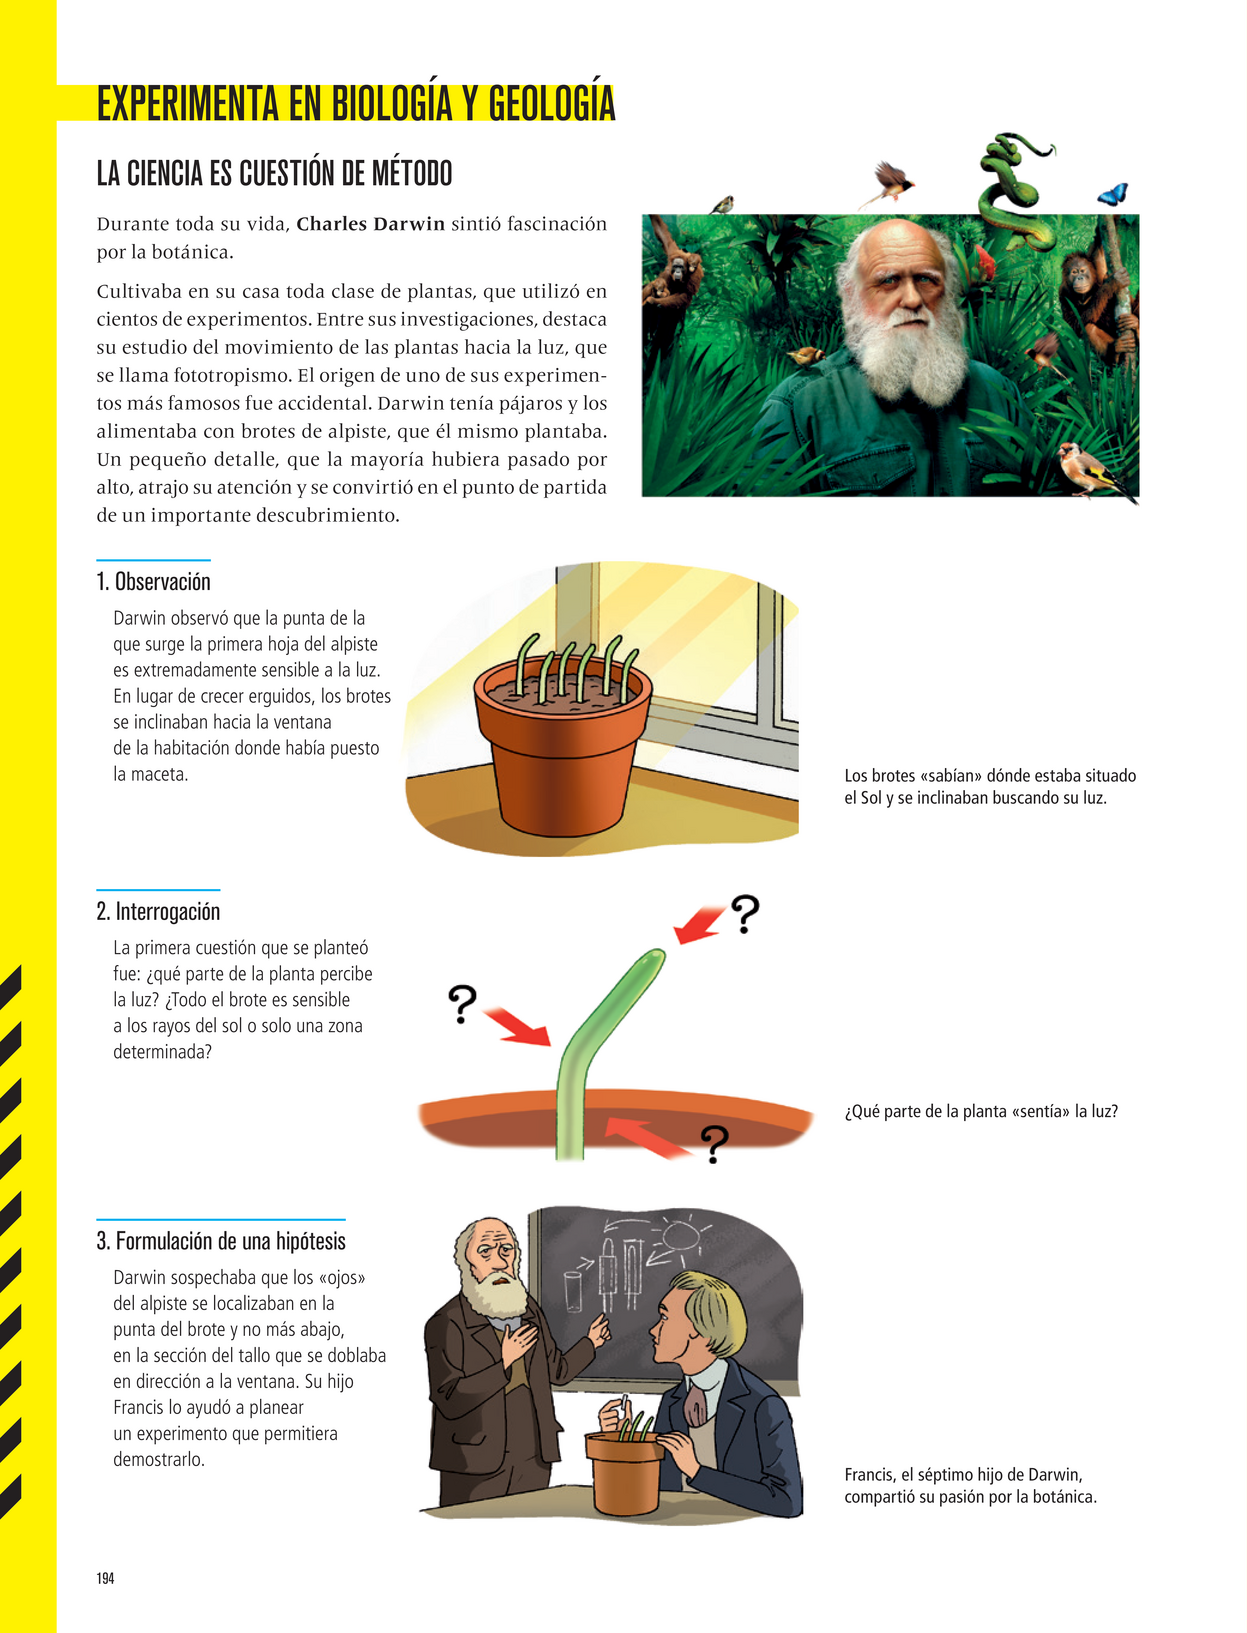 EXPERIMENTA EN BIOLOGÍA Y GEOLOGÍA
LA CIENCIA ES CUESTIÓN DE MÉTODO
Durante toda su vida, Charles Darwin sintió fascinación
por la botánica.
Cultivaba en su casa toda clase de plantas, que utilizó en
cientos de experimentos. Entre sus investigaciones, destaca
su estudio del movimiento de las plantas hacia la luz, que
se llama fototropismo. El origen de uno de sus experimen-
tos más famosos fue accidental. Darwin tenía pájaros y los
alimentaba con brotes de alpiste, que él mismo plantaba.
Un pequeño detalle, que la mayoría hubiera pasado por
alto, atrajo su atención y se convirtió en el punto de partida
de un importante descubrimiento.
1. Observación
Darwin observó que la punta de la
que surge la primera hoja del alpiste
es extremadamente sensible a la luz.
En lugar de crecer erguidos, los brotes
se inclinaban hacia la ventana
de la habitación donde había puesto
la maceta.
Los brotes «sabían» dónde estaba situado
el Sol y se inclinaban buscando su luz.
2. Interrogación
La primera cuestión que se planteó
fue: ¿qué parte de la planta percibe
la luz? ¿Todo el brote es sensible
a los rayos del sol o solo una zona
determinada?
?
?
?
¿Qué parte de la planta «sentía» la luz?
3. Formulación de una hipótesis
Darwin sospechaba que los «ojos»
del alpiste se localizaban en la
punta del brote y no más abajo,
en la sección del tallo que se doblaba
en dirección a la ventana. Su hijo
Francis lo ayudó a planear
un experimento que permitiera
demostrarlo.
Francis, el séptimo hijo de Darwin,
compartió su pasión por la botánica.
194